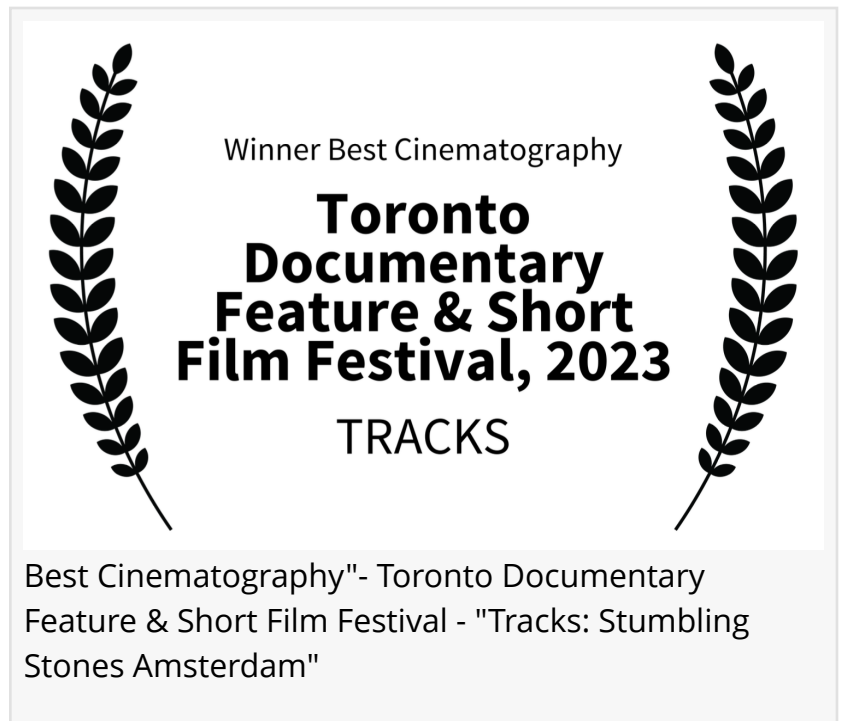 Winner Best Cinematography
Toronto
Documentary
Feature & Short
Film Festival, 2023
TRACKS
Best Cinematography"- Toronto Documentary
Feature & Short Film Festival - "Tracks: Stumbling
Stones Amsterdam"